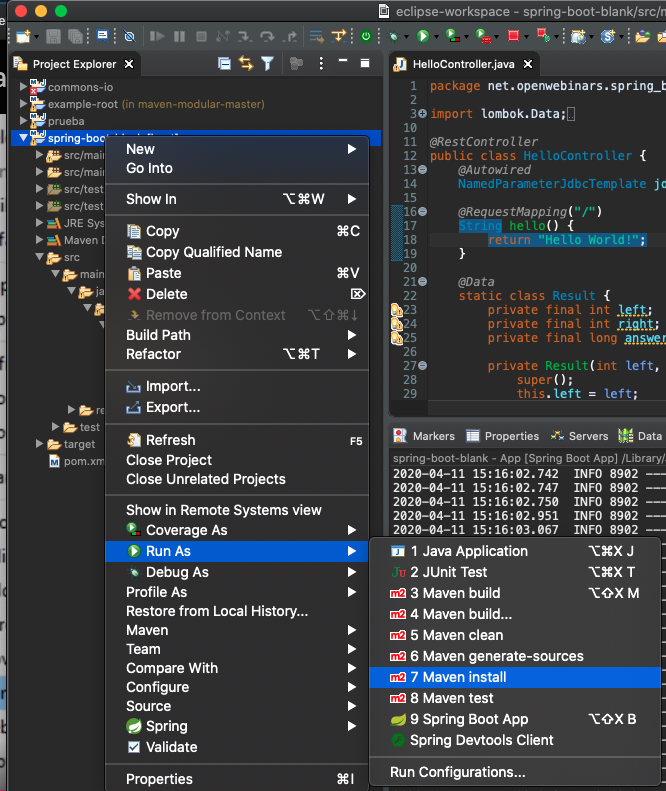 eclipse-workspace - spring-boot-blank/src/m
Project Explorer
commons-io
example-root (in maven-modular-master)
prueba
spring-boot-blank [boot]
src/mai
src/mai
src/test
src/test
JRE Sys
Maven D
src
main
ja
re
test
target
pom.xm
New
Go Into
Show In ⌥⌘W
Copy ⌘C
Copy Qualified Name
Paste ⌘V
Delete ⌦
Remove from Context ⌥⇧⌘↓
Build Path
Refactor ⌥⌘T
Import...
Export...
Refresh F5
Close Project
Close Unrelated Projects
Show in Remote Systems view
Coverage As
Run As
Debug As
Profile As
Restore from Local History...
Maven
Team
Compare With
Configure
Source
Spring
Validate
Properties ⌘I
1 Java Application ⌥⌘X J
2 JUnit Test ⌥⌘X T
3 Maven build ⌥⇧X M
4 Maven build...
5 Maven clean
6 Maven generate-sources
7 Maven install
8 Maven test
9 Spring Boot App ⌥⇧X B
Spring Devtools Client
Run Configurations...
HelloController.java
1 package net.openwebinars.spring_b
2
3 import lombok.Data;
10
11 @RestController
12 public class HelloController {
13 @Autowired
14 NamedParameterJdbcTemplate jd
15
16 @RequestMapping("/")
17 String hello() {
18 return "Hello World!";
19 }
20
21 @Data
22 static class Result {
23 private final int left;
24 private final int right;
25 private final long answer
26
27 private Result(int left,
28 super();
29 this.left = left;
Markers Properties Servers Data
spring-boot-blank - App [Spring Boot App] /Library/
2020-04-11 15:16:02.742 INFO 8902 ---
2020-04-11 15:16:02.747 INFO 8902 ---
2020-04-11 15:16:02.750 INFO 8902 ---
2020-04-11 15:16:02.951 INFO 8902 ---
2020-04-11 15:16:03.067 INFO 8902 ---